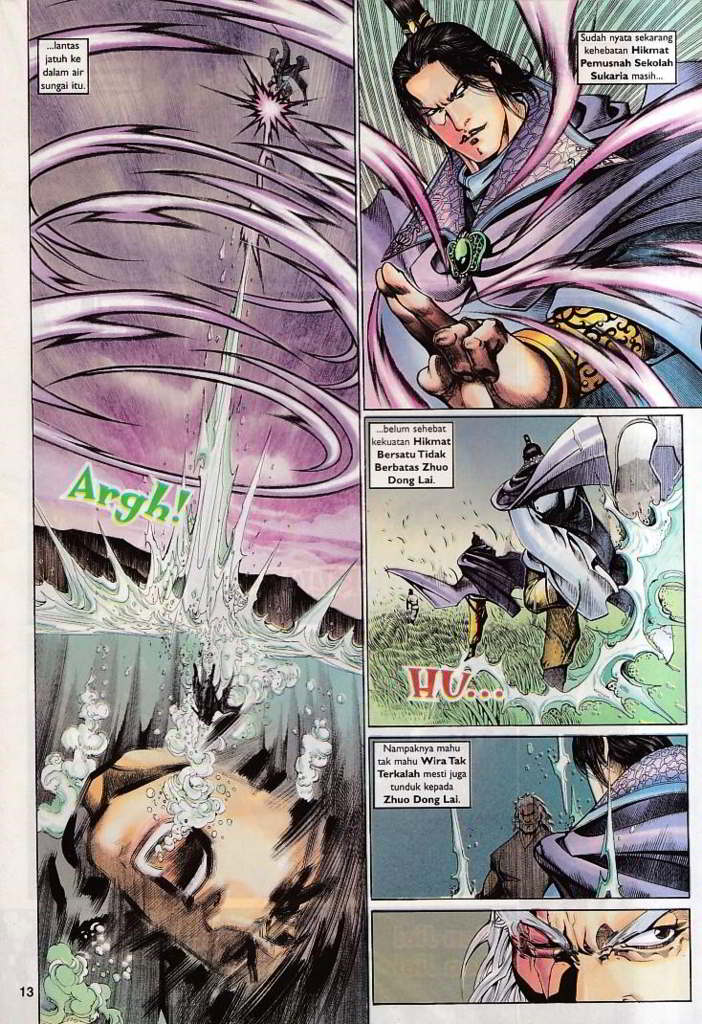 ...lantas
jatuh ke
dalam air
sungai itu.
Argh!
Sudah nyata sekarang
kehebatan Hikmat
Pemusnah Sekolah
Sukaria masih...
...belum sehebat
kekuatan Hikmat
Bersatu Tidak
Berbatas Zhuo
Dong Lai.
HU...
Nampaknya mahu
tak mahu Wira Tak
Terkalah mesti juga
tunduk kepada
Zhuo Dong Lai.
13